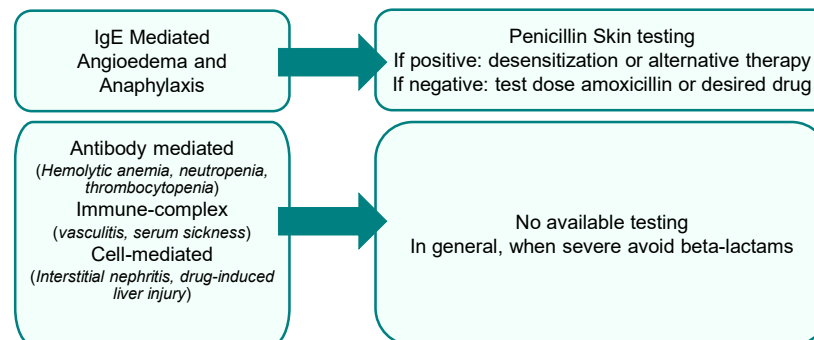 IgE Mediated
Angioedema and
Anaphylaxis
Penicillin Skin testing
If positive: desensitization or alternative therapy
If negative: test dose amoxicillin or desired drug
Antibody mediated
(Hemolytic anemia, neutropenia,
thrombocytopenia)
Immune-complex
(vasculitis, serum sickness)
Cell-mediated
(Interstitial nephritis, drug-induced
liver injury)
No available testing
In general, when severe avoid beta-lactams